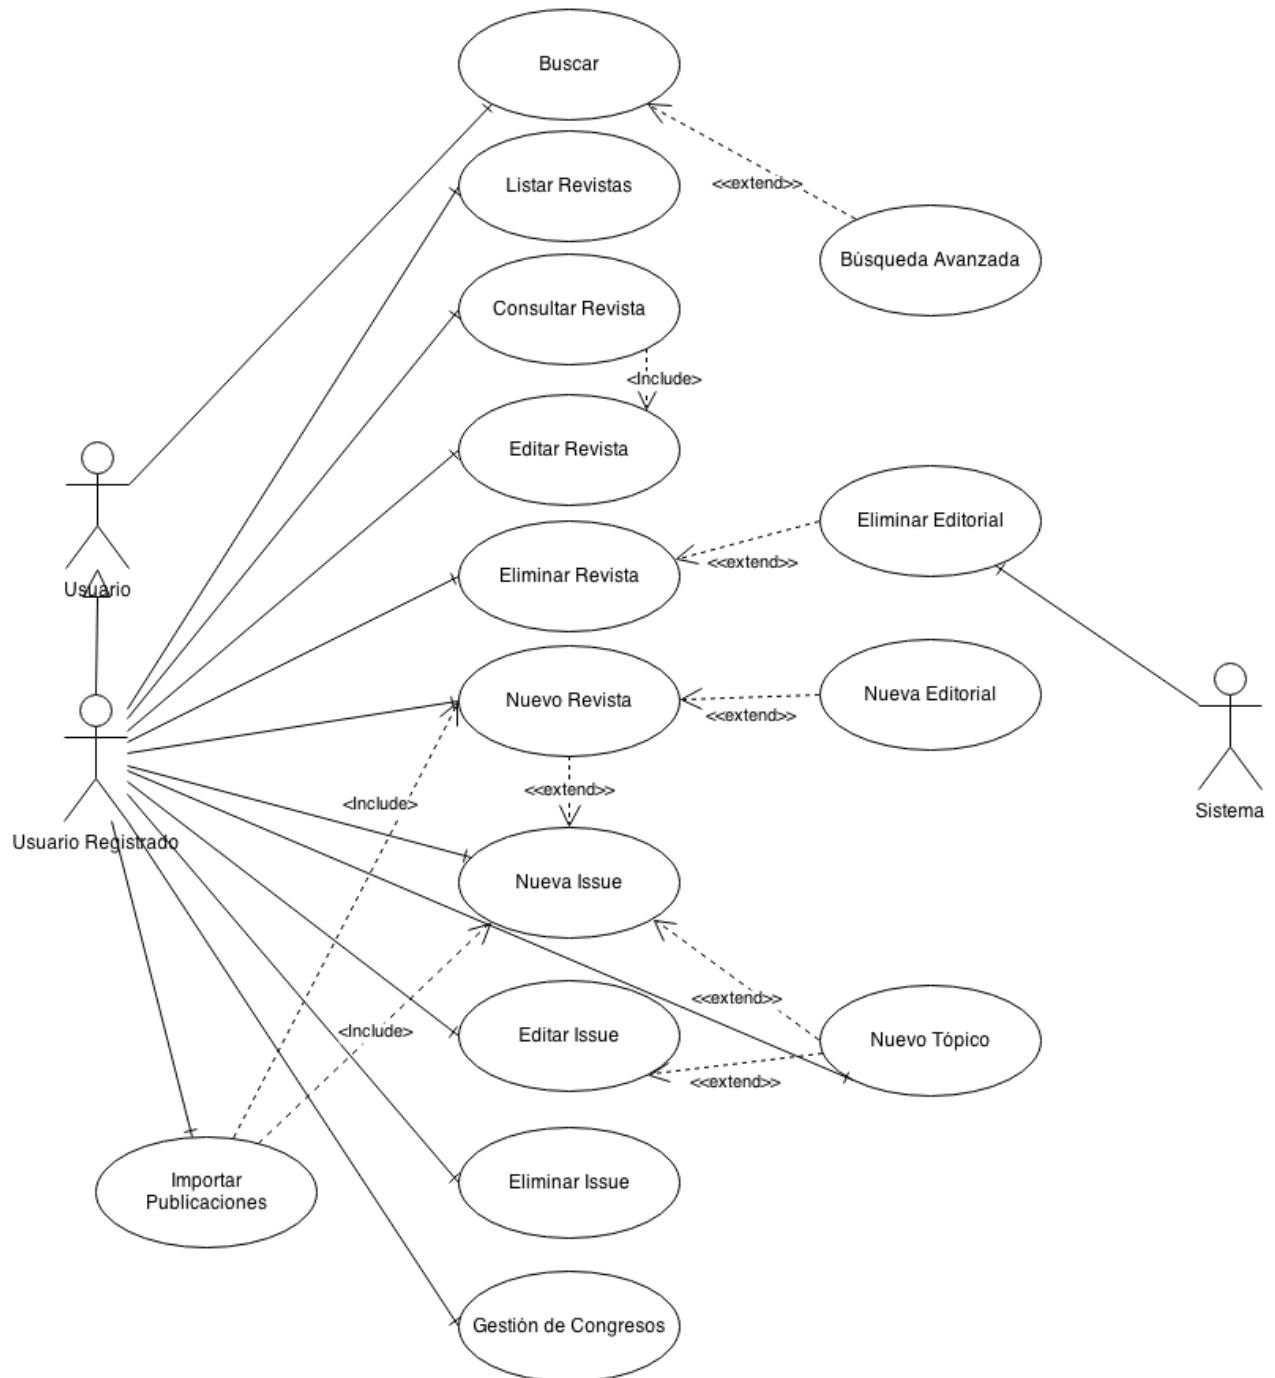 Buscar
Listar Revistas
<<extend>>
Búsqueda Avanzada
Consultar Revista
<Include>
Editar Revista
Eliminar Editorial
<<extend>>
Eliminar Revista
Usuario
Nuevo Revista
Nueva Editorial
<<extend>>
<<extend>>
<Include>
Sistema
Usuario Registrado
Nueva Issue
<<extend>>
<Include>
Editar Issue
Nuevo Tópico
<<extend>>
Importar
Publicaciones
Eliminar Issue
Gestión de Congresos